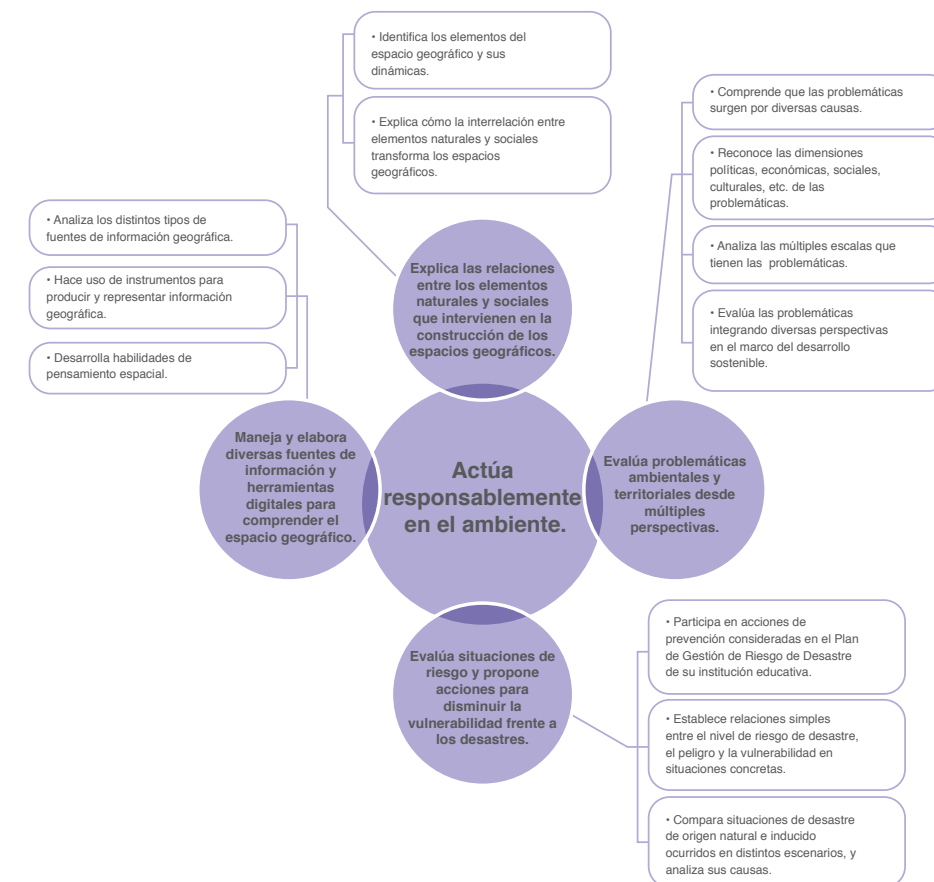 • Identifica los elementos del
espacio geográfico y sus
dinámicas.
• Explica cómo la interrelación entre
elementos naturales y sociales
transforma los espacios
geográficos.
• Comprende que las problemáticas
surgen por diversas causas.
• Reconoce las dimensiones
políticas, económicas, sociales,
culturales, etc. de las
problemáticas.
• Analiza las múltiples escalas que
tienen las problemáticas.
• Evalúa las problemáticas
integrando diversas perspectivas
en el marco del desarrollo
sostenible.
• Analiza los distintos tipos de
fuentes de información geográfica.
• Hace uso de instrumentos para
producir y representar información
geográfica.
• Desarrolla habilidades de
pensamiento espacial.
Explica las relaciones
entre los elementos
naturales y sociales
que intervienen en la
construcción de los
espacios geográficos.
Maneja y elabora
diversas fuentes de
información y
herramientas
digitales para
comprender el
espacio geográfico.
Actúa
responsablemente
en el ambiente.
Evalúa problemáticas
ambientales y
territoriales desde
múltiples
perspectivas.
Evalúa situaciones de
riesgo y propone
acciones para
disminuir la
vulnerabilidad frente a
los desastres.
• Participa en acciones de
prevención consideradas en el Plan
de Gestión de Riesgo de Desastre
de su institución educativa.
• Establece relaciones simples
entre el nivel de riesgo de desastre,
el peligro y la vulnerabilidad en
situaciones concretas.
• Compara situaciones de desastre
de origen natural e inducido
ocurridos en distintos escenarios, y
analiza sus causas.